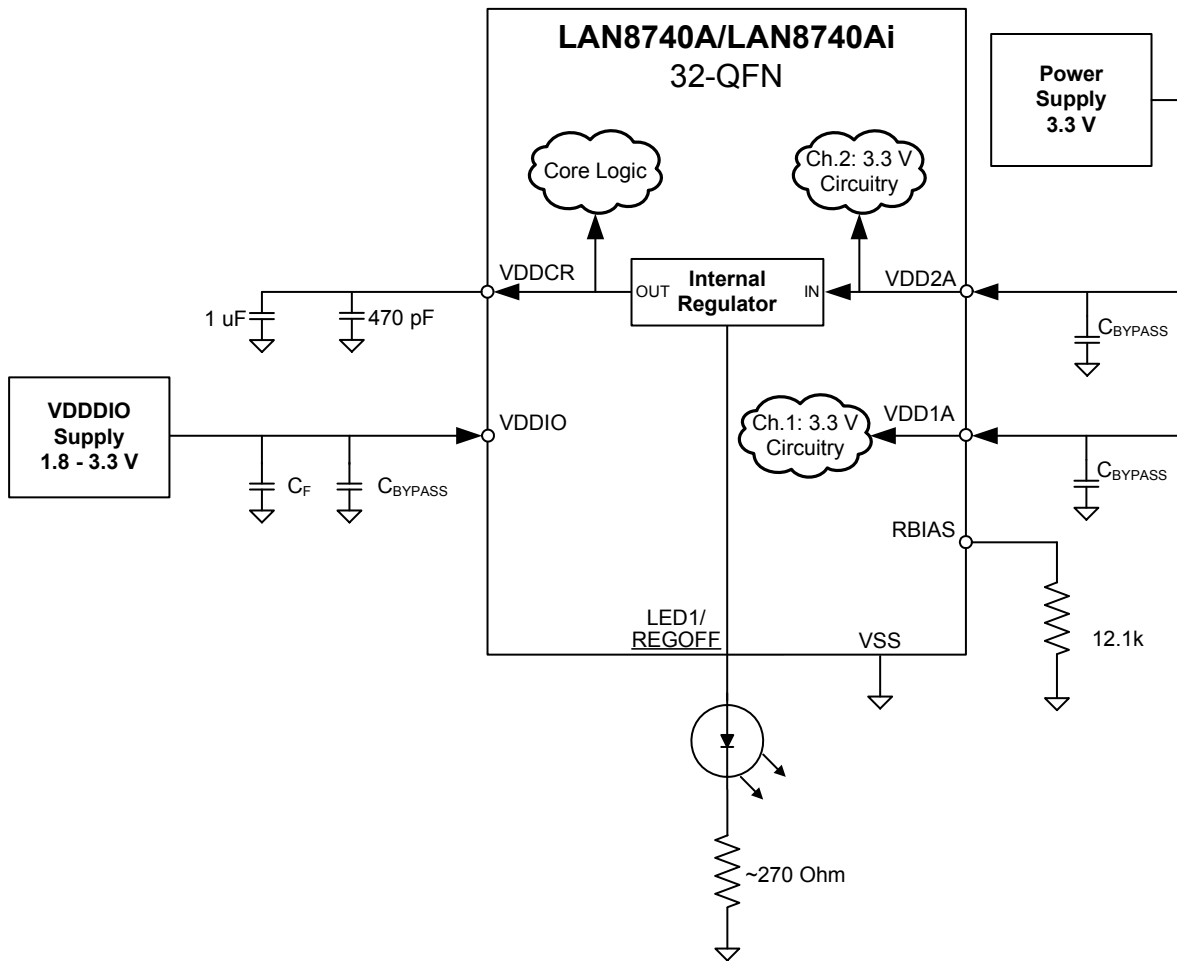 LAN8740A/LAN8740Ai
32-QFN
Power
Supply
3.3 V
Core Logic
Ch.2: 3.3 V
Circuitry
VDDCR
OUT
Internal
Regulator
IN
VDD2A
1 uF
470 pF
CBYPASS
VDDDIO
Supply
1.8 - 3.3 V
VDDIO
Ch.1: 3.3 V
Circuitry
VDD1A
CF
CBYPASS
CBYPASS
RBIAS
LED1/
REGOFF
VSS
12.1k
~270 Ohm